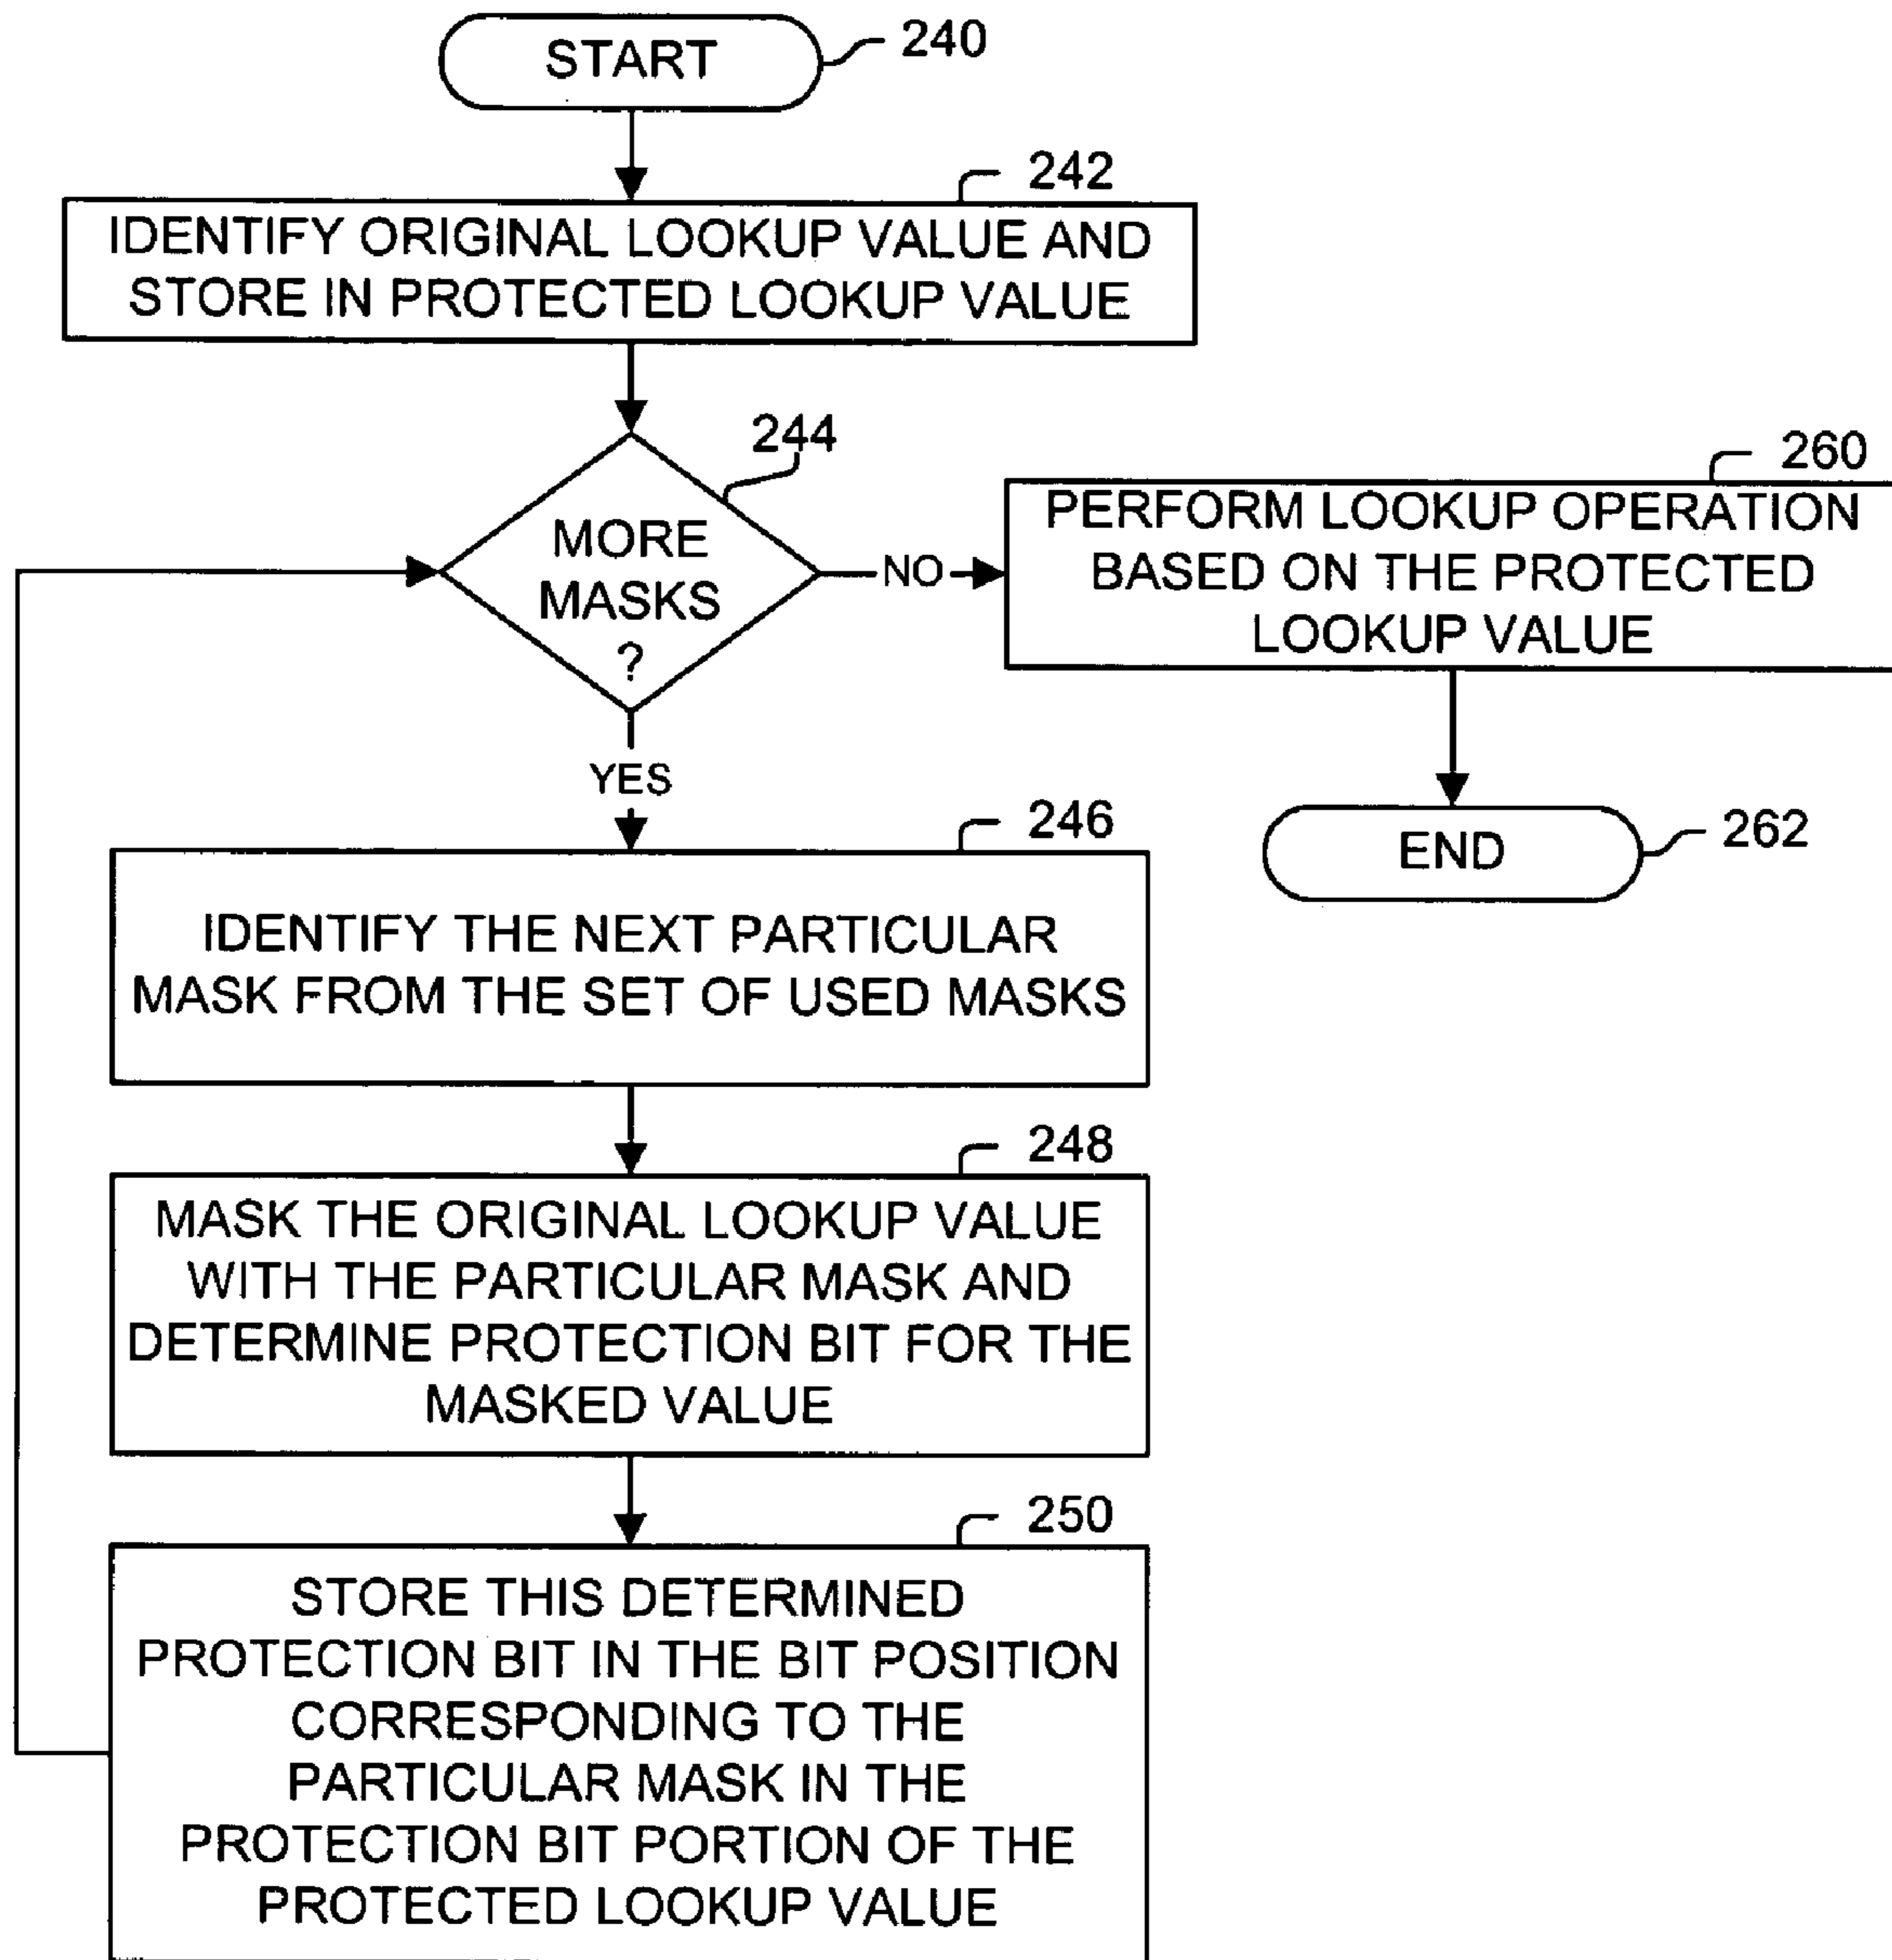 START
240
242
IDENTIFY ORIGINAL LOOKUP VALUE AND
STORE IN PROTECTED LOOKUP VALUE
244
MORE
MASKS
?
NO
260
PERFORM LOOKUP OPERATION
BASED ON THE PROTECTED
LOOKUP VALUE
YES
END
262
246
IDENTIFY THE NEXT PARTICULAR
MASK FROM THE SET OF USED MASKS
248
MASK THE ORIGINAL LOOKUP VALUE
WITH THE PARTICULAR MASK AND
DETERMINE PROTECTION BIT FOR THE
MASKED VALUE
250
STORE THIS DETERMINED
PROTECTION BIT IN THE BIT POSITION
CORRESPONDING TO THE
PARTICULAR MASK IN THE
PROTECTION BIT PORTION OF THE
PROTECTED LOOKUP VALUE